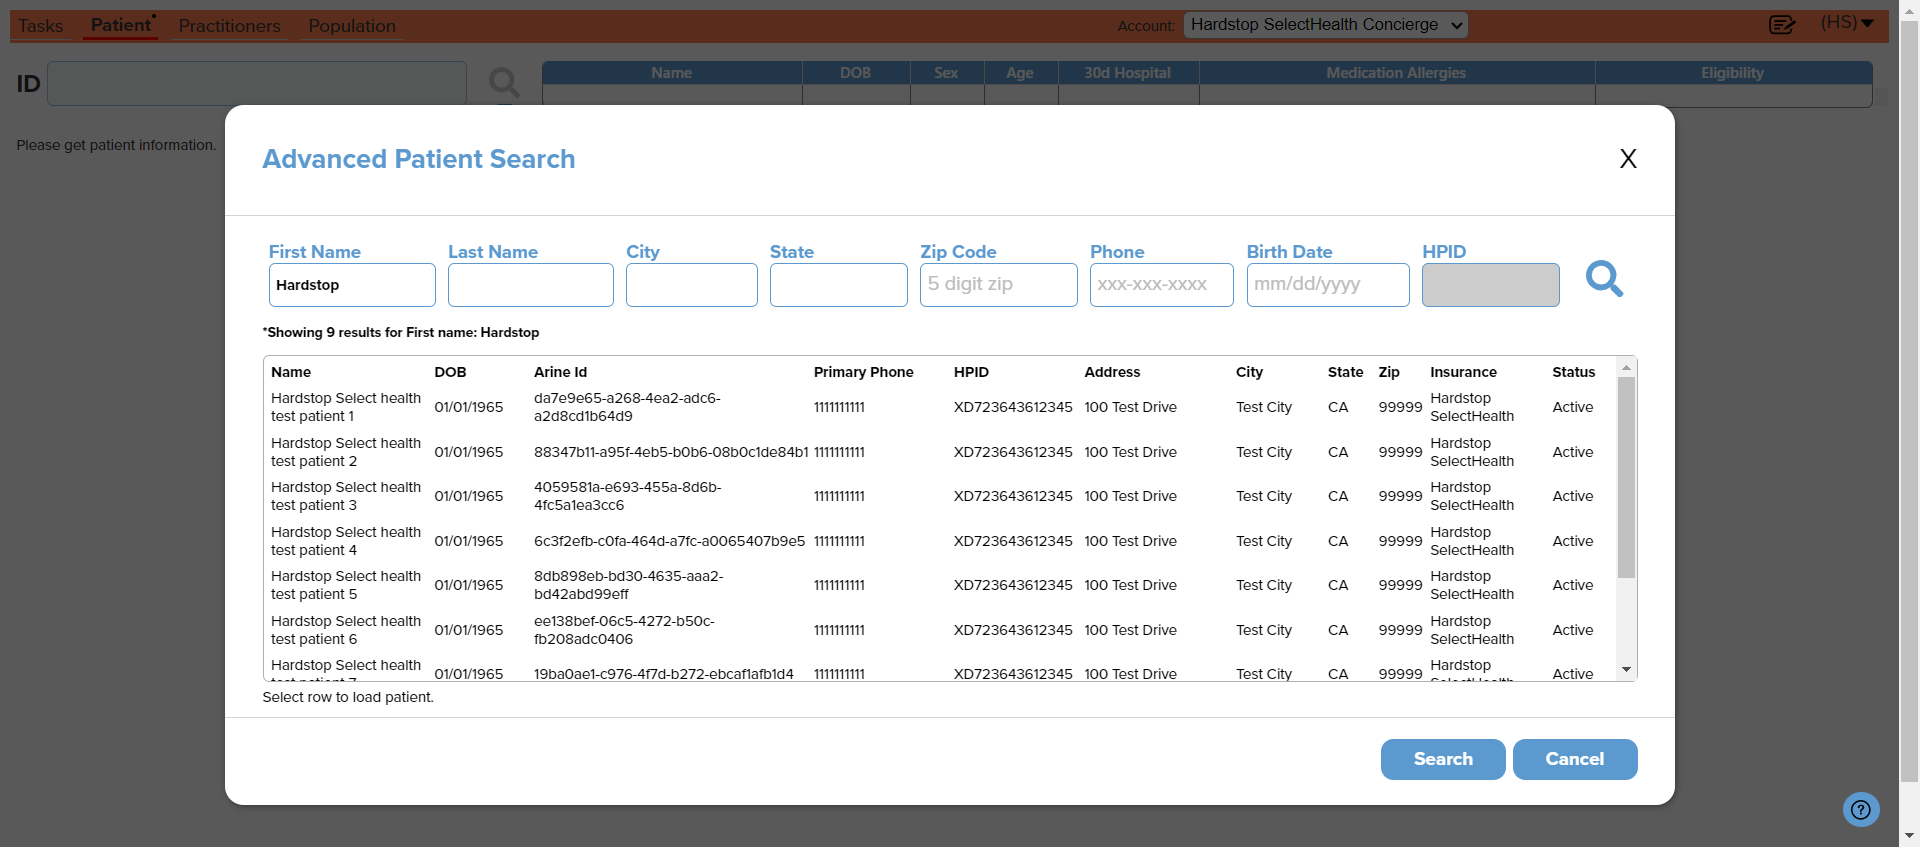 Tasks Patient Practitioners Population Account: Hardstop SelectHealth Concierge (HS)
ID Name DOB Sex Age 30d Hospital Medication Allergies Eligibility
Please get patient information.
Advanced Patient Search X
First Name Last Name City State Zip Code Phone Birth Date HPID
Hardstop 5 digit zip xxx-xxx-xxxx mm/dd/yyyy
*Showing 9 results for First name: Hardstop
Name DOB Arine Id Primary Phone HPID Address City State Zip Insurance Status
Hardstop Select health da7e9e65-a268-4ea2-adc6- Hardstop
01/01/1965 1111111111 XD723643612345 100 Test Drive Test City CA 99999 Active
test patient 1 a2d8cd1b64d9 SelectHealth
Hardstop Select health Hardstop
01/01/1965 88347b11-a95f-4eb5-b0b6-08b0c1de84b1 1111111111 XD723643612345 100 Test Drive Test City CA 99999 Active
test patient 2 SelectHealth
Hardstop Select health 4059581a-e693-455a-8d6b- Hardstop
01/01/1965 1111111111 XD723643612345 100 Test Drive Test City CA 99999 Active
test patient 3 4fc5a1ea3cc6 SelectHealth
Hardstop Select health Hardstop
01/01/1965 6c3f2efb-c0fa-464d-a7fc-a0065407b9e5 1111111111 XD723643612345 100 Test Drive Test City CA 99999 Active
test patient 4 SelectHealth
Hardstop Select health 8db898eb-bd30-4635-aaa2- Hardstop
01/01/1965 1111111111 XD723643612345 100 Test Drive Test City CA 99999 Active
test patient 5 bd42abd99eff SelectHealth
Hardstop Select health ee138bef-06c5-4272-b50c- Hardstop
01/01/1965 1111111111 XD723643612345 100 Test Drive Test City CA 99999 Active
test patient 6 fb208adc0406 SelectHealth
Hardstop Select health Hardstop
01/01/1965 19ba0ae1-c976-4f7d-b272-ebcaf1afb1d4 1111111111 XD723643612345 100 Test Drive Test City CA 99999 Active
Select row to load patient.
Search Cancel
?